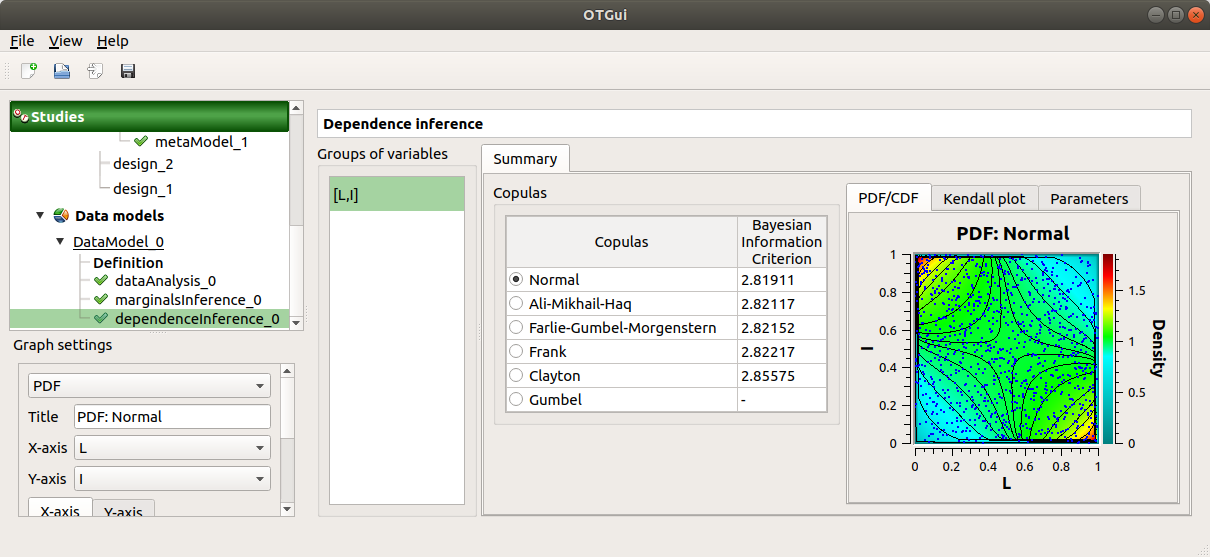 OTGui
File View Help
Studies
metaModel_1
design_2
design_1
Data models
DataModel_0
Definition
dataAnalysis_0
marginalsInference_0
dependenceInference_0
Graph settings
PDF
Title PDF: Normal
X-axis L
Y-axis I
X-axis Y-axis
Dependence inference
Groups of variables
[L,I]
Summary
Copulas
Copulas Bayesian
Information
Criterion
Normal 2.81911
Ali-Mikhail-Haq 2.82117
Farlie-Gumbel-Morgenstern 2.82152
Frank 2.82217
Clayton 2.85575
Gumbel -
PDF/CDF Kendall plot Parameters
PDF: Normal
1
0.8
0.6
0.4
0.2
0
I
0 0.2 0.4 0.6 0.8 1
L
1.5
1
0.5
0
Density